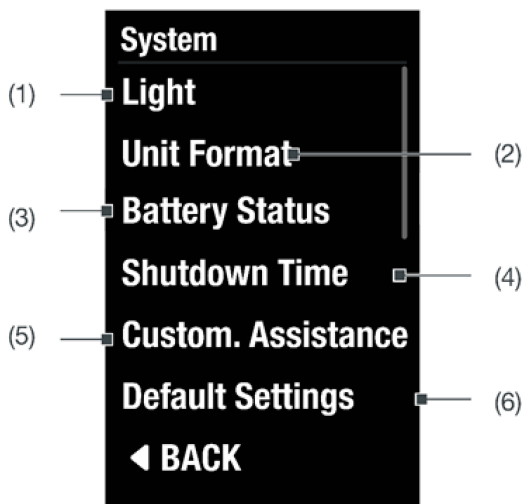 System
(1) Light
Unit Format (2)
(3) Battery Status
Shutdown Time (4)
(5) Custom. Assistance
Default Settings (6)
BACK